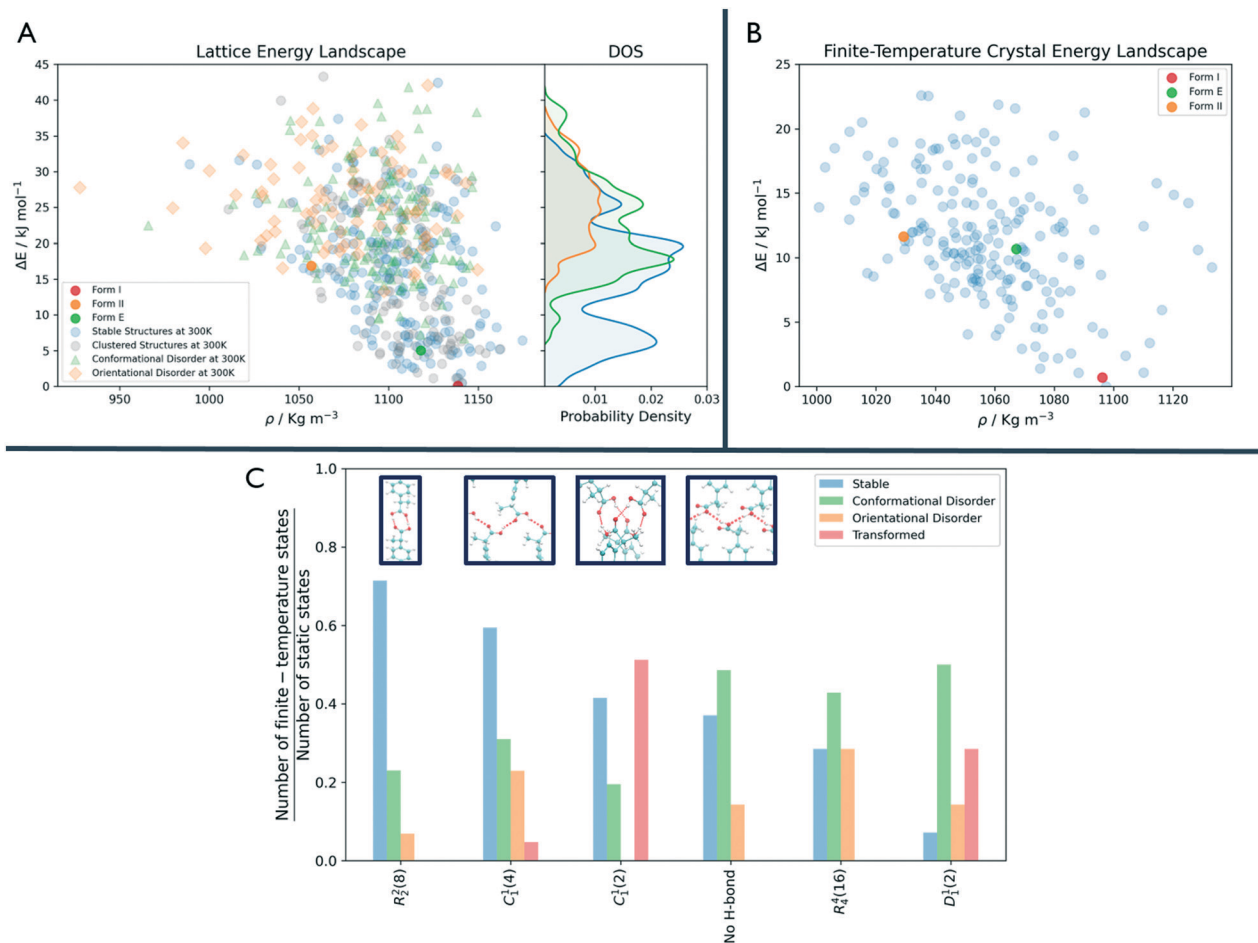 A
Lattice Energy Landscape
DOS
45
40
35
30
25
20
15
10
5
0
ΔE / kJ mol⁻¹
Form I
Form II
Form E
Stable Structures at 300K
Clustered Structures at 300K
Conformational Disorder at 300K
Orientational Disorder at 300K
950 1000 1050 1100 1150
ρ / Kg m⁻³
0.01 0.02 0.03
Probability Density
B
Finite-Temperature Crystal Energy Landscape
25
20
15
10
5
0
ΔE / kJ mol⁻¹
Form I
Form E
Form II
1000 1020 1040 1060 1080 1100 1120
ρ / Kg m⁻³
C
1.0
0.8
0.6
0.4
0.2
0.0
Number of finite − temperature states
Number of static states
Stable
Conformational Disorder
Orientational Disorder
Transformed
R₂²(8)
C₁¹(4)
C₁¹(2)
No H-bond
R₄⁴(16)
D₁¹(2)